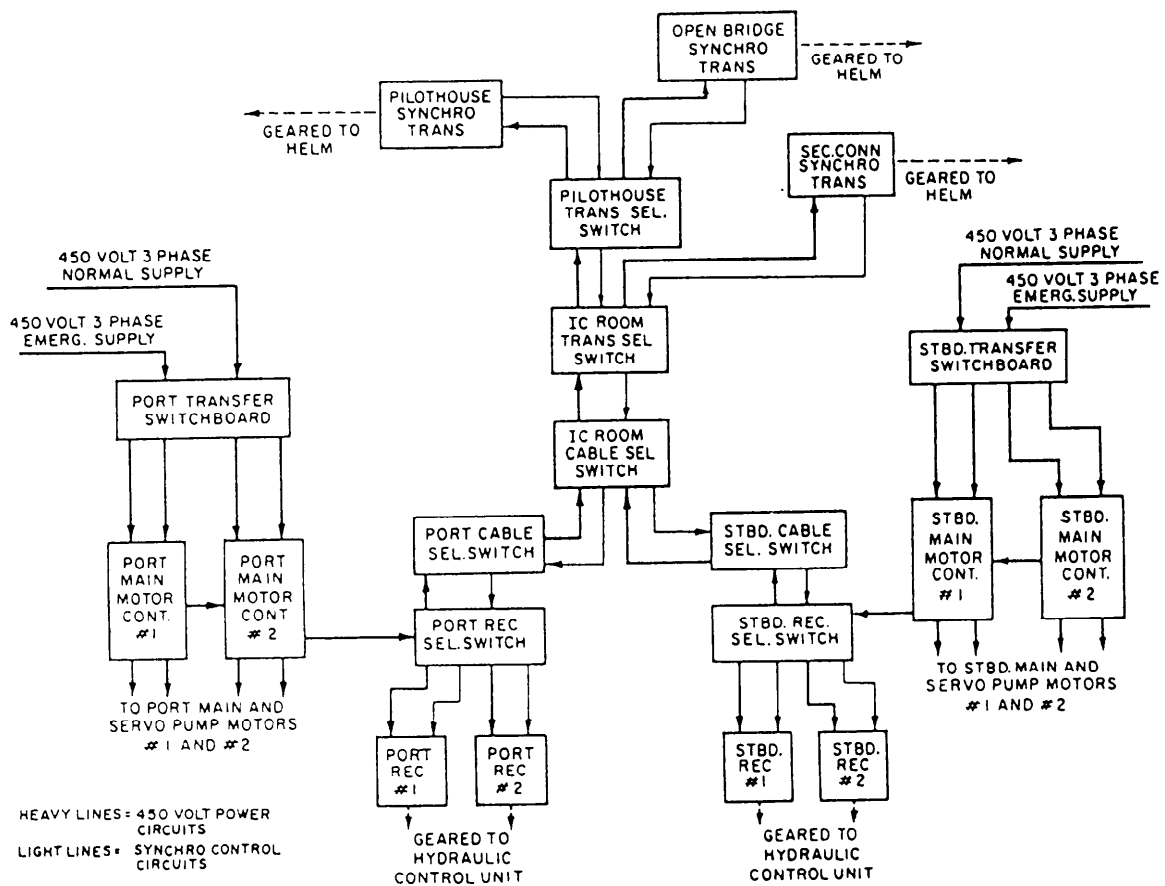 OPEN BRIDGE
SYNCHRO
TRANS
GEARED TO
HELM
PILOTHOUSE
SYNCHRO
TRANS
GEARED TO
HELM
SEC.CONN
SYNCHRO
TRANS
GEARED TO
HELM
PILOTHOUSE
TRANS SEL.
SWITCH
450 VOLT 3 PHASE
NORMAL SUPPLY
450 VOLT 3 PHASE
EMERG. SUPPLY
450 VOLT 3 PHASE
NORMAL SUPPLY
450 VOLT 3 PHASE
EMERG.SUPPLY
IC ROOM
TRANS SEL
SWITCH
STBD.TRANSFER
SWITCHBOARD
PORT TRANSFER
SWITCHBOARD
IC ROOM
CABLE SEL
SWITCH
PORT CABLE
SEL.SWITCH
STBD. CABLE
SEL. SWITCH
STBD.
MAIN
MOTOR
CONT.
#1
STBD.
MAIN
MOTOR
CONT.
#2
PORT
MAIN
MOTOR
CONT.
#1
PORT
MAIN
MOTOR
CONT
#2
PORT REC
SEL.SWITCH
STBD. REC.
SEL.SWITCH
TO PORT MAIN AND
SERVO PUMP MOTORS
#1 AND #2
TO STBD.MAIN AND
SERVO PUMP MOTORS
#1 AND #2
PORT
REC
#1
PORT
REC
#2
STBD.
REC
#1
STBD.
REC
#2
GEARED TO
HYDRAULIC
CONTROL UNIT
GEARED TO
HYDRAULIC
CONTROL UNIT
HEAVY LINES = 450 VOLT POWER
CIRCUITS
LIGHT LINES = SYNCHRO CONTROL
CIRCUITS